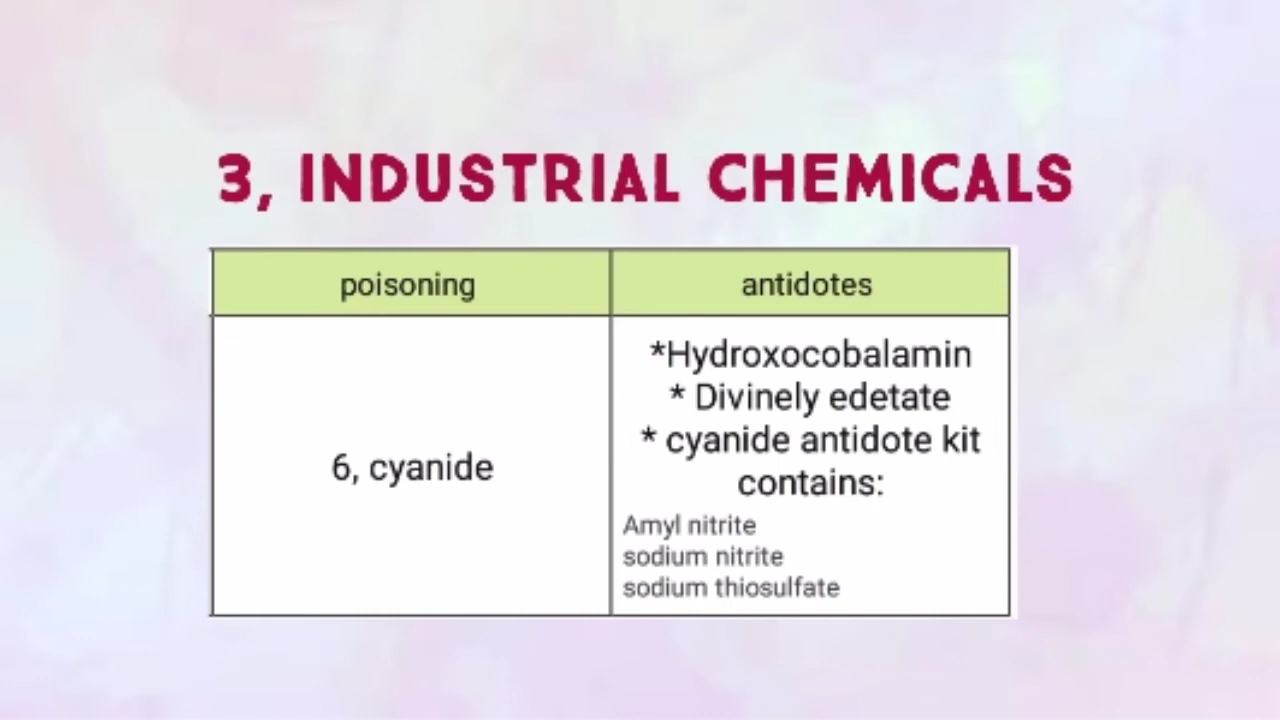 3, INDUSTRIAL CHEMICALS
poisoning
antidotes
6, cyanide
*Hydroxocobalamin
* Divinely edetate
* cyanide antidote kit
contains:
Amyl nitrite
sodium nitrite
sodium thiosulfate